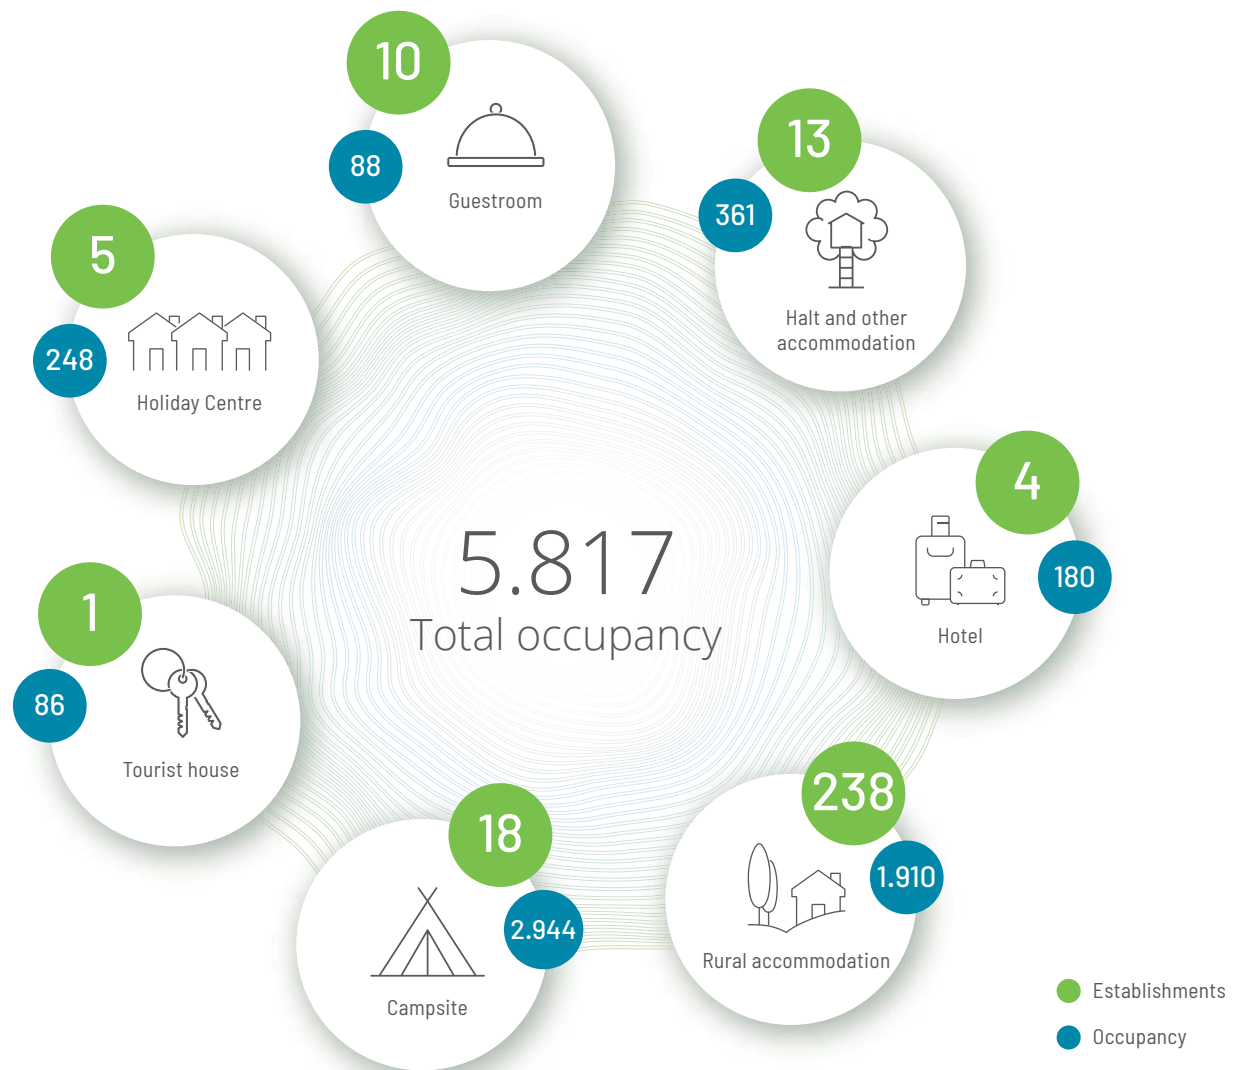 10
88
Guestroom
13
361
Halt and other
accommodation
5
248
Holiday Centre
4
180
Hotel
5.817
Total occupancy
1
86
Tourist house
238
1.910
Rural accommodation
18
2.944
Campsite
Establishments
Occupancy